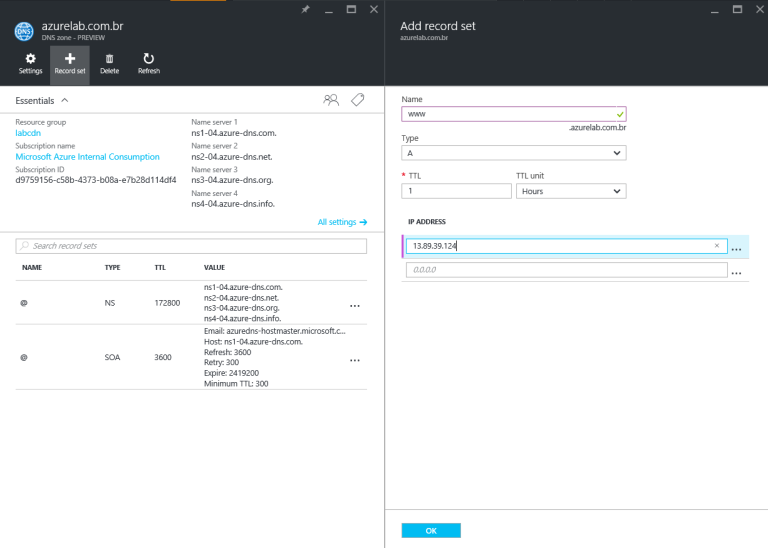 azurelab.com.br
DNS
DNS zone - PREVIEW
Settings
Record set
Delete
Refresh
Essentials
Resource group
labcdn
Subscription name
Microsoft Azure Internal Consumption
Subscription ID
d9759156-c58b-4373-b08a-e7b28d114df4
Name server 1
ns1-04.azure-dns.com.
Name server 2
ns2-04.azure-dns.net.
Name server 3
ns3-04.azure-dns.org.
Name server 4
ns4-04.azure-dns.info.
All settings
Search record sets
NAME TYPE TTL VALUE
@ NS 172800
ns1-04.azure-dns.com.
ns2-04.azure-dns.net.
ns3-04.azure-dns.org.
ns4-04.azure-dns.info.
...
@ SOA 3600
Email: azuredns-hostmaster.microsoft.c...
Host: ns1-04.azure-dns.com.
Refresh: 3600
Retry: 300
Expire: 2419200
Minimum TTL: 300
...
Add record set
azurelab.com.br
Name
www
.azurelab.com.br
Type
A
* TTL TTL unit
1 Hours
IP ADDRESS
13.89.39.124 × ...
0.0.0.0 ...
OK